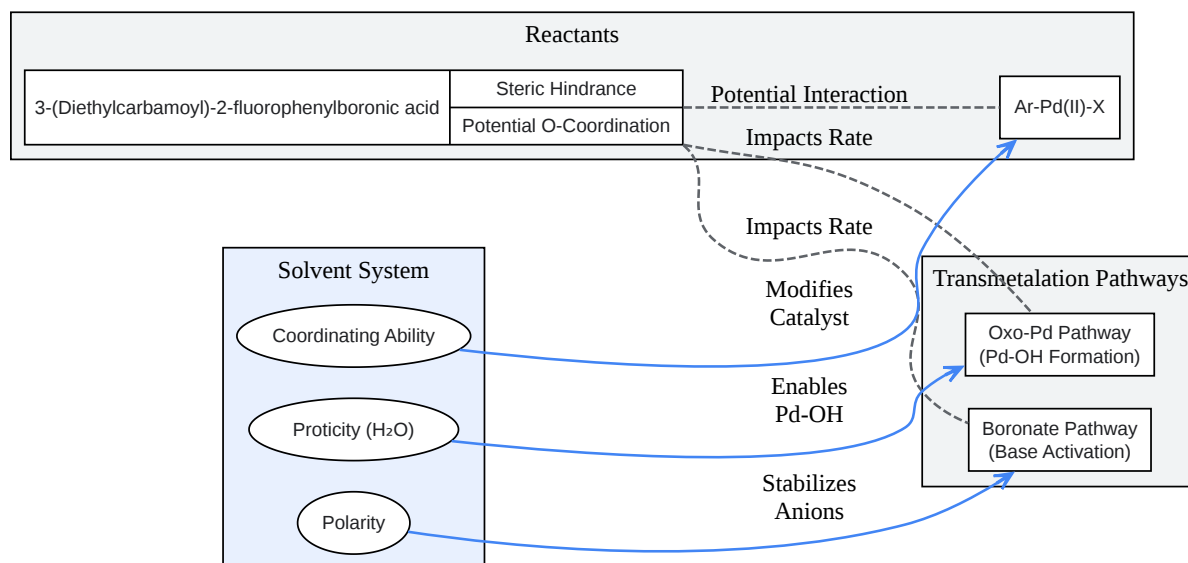 Reactants
3-(Diethylcarbamoyl)-2-fluorophenylboronic acid
Steric Hindrance
Potential O-Coordination
Potential Interaction
Ar-Pd(II)-X
Impacts Rate
Impacts Rate
Solvent System
Coordinating Ability
Proticity (H₂O)
Polarity
Modifies
Catalyst
Enables
Pd-OH
Stabilizes
Anions
Transmetalation Pathways
Oxo-Pd Pathway
(Pd-OH Formation)
Boronate Pathway
(Base Activation)